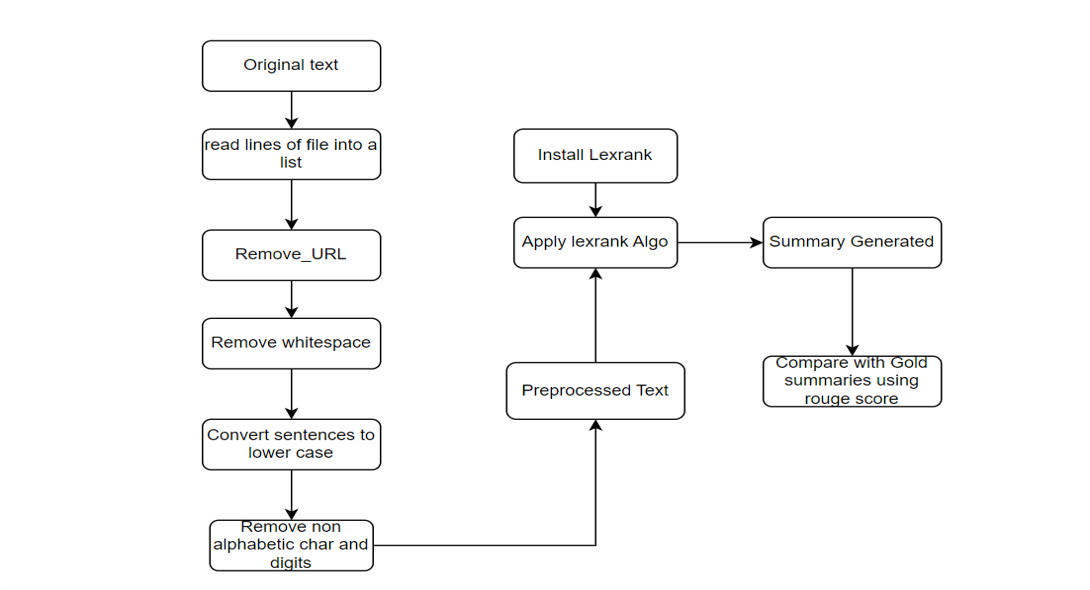 Original text
read lines of file into a
list
Remove_URL
Remove whitespace
Convert sentences to
lower case
Remove non
alphabetic char and
digits
Install Lexrank
Apply lexrank Algo
Preprocessed Text
Summary Generated
Compare with Gold
summaries using
rouge score